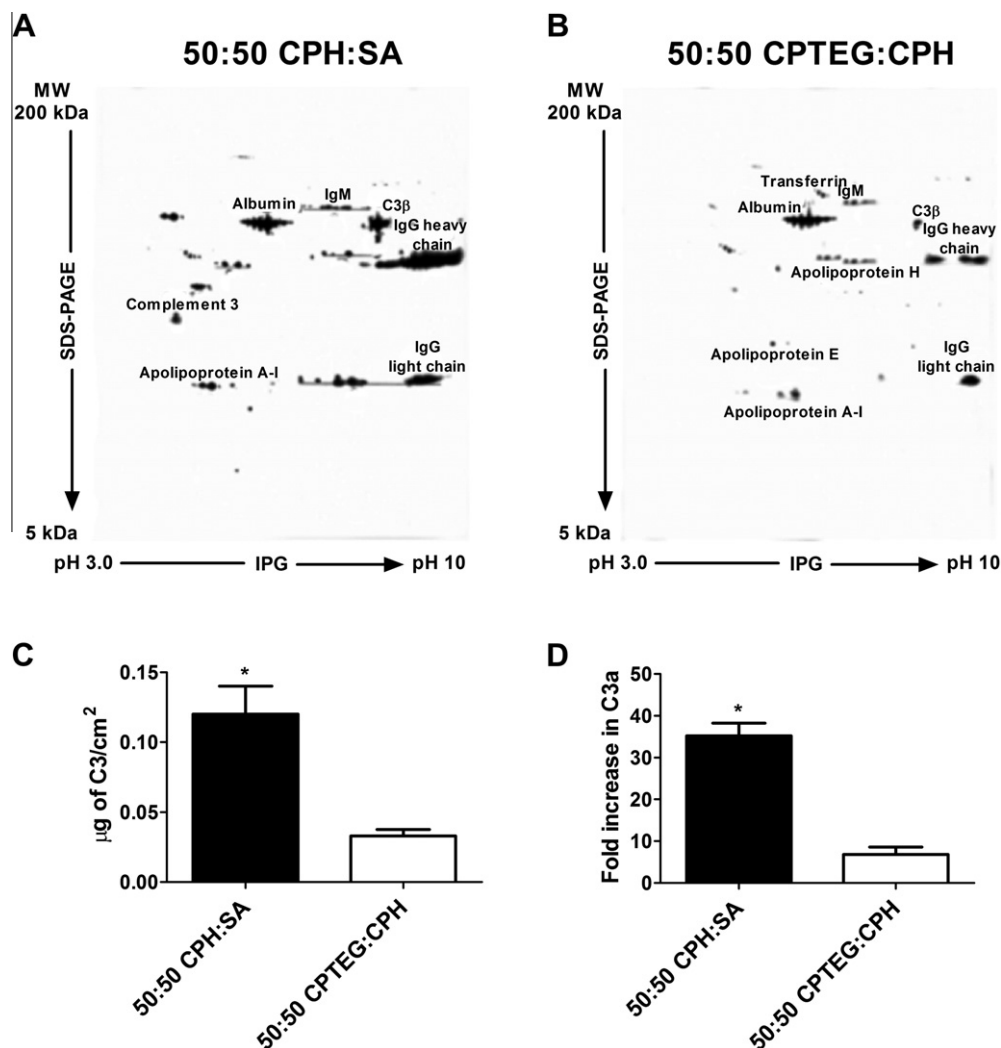 A
50:50 CPH:SA
MW
200 kDa
SDS-PAGE
5 kDa
Albumin
IgM
C3β
IgG heavy
chain
Complement 3
IgG
light chain
Apolipoprotein A-I
pH 3.0
IPG
pH 10
B
50:50 CPTEG:CPH
MW
200 kDa
SDS-PAGE
5 kDa
Transferrin
IgM
Albumin
C3β
IgG heavy
chain
Apolipoprotein H
Apolipoprotein E
IgG
light chain
Apolipoprotein A-I
pH 3.0
IPG
pH 10
C
µg of C3/cm²
0.15
0.10
0.05
0.00
*
50:50 CPH:SA
50:50 CPTEG:CPH
D
Fold increase in C3a
50
40
30
20
10
0
*
50:50 CPH:SA
50:50 CPTEG:CPH